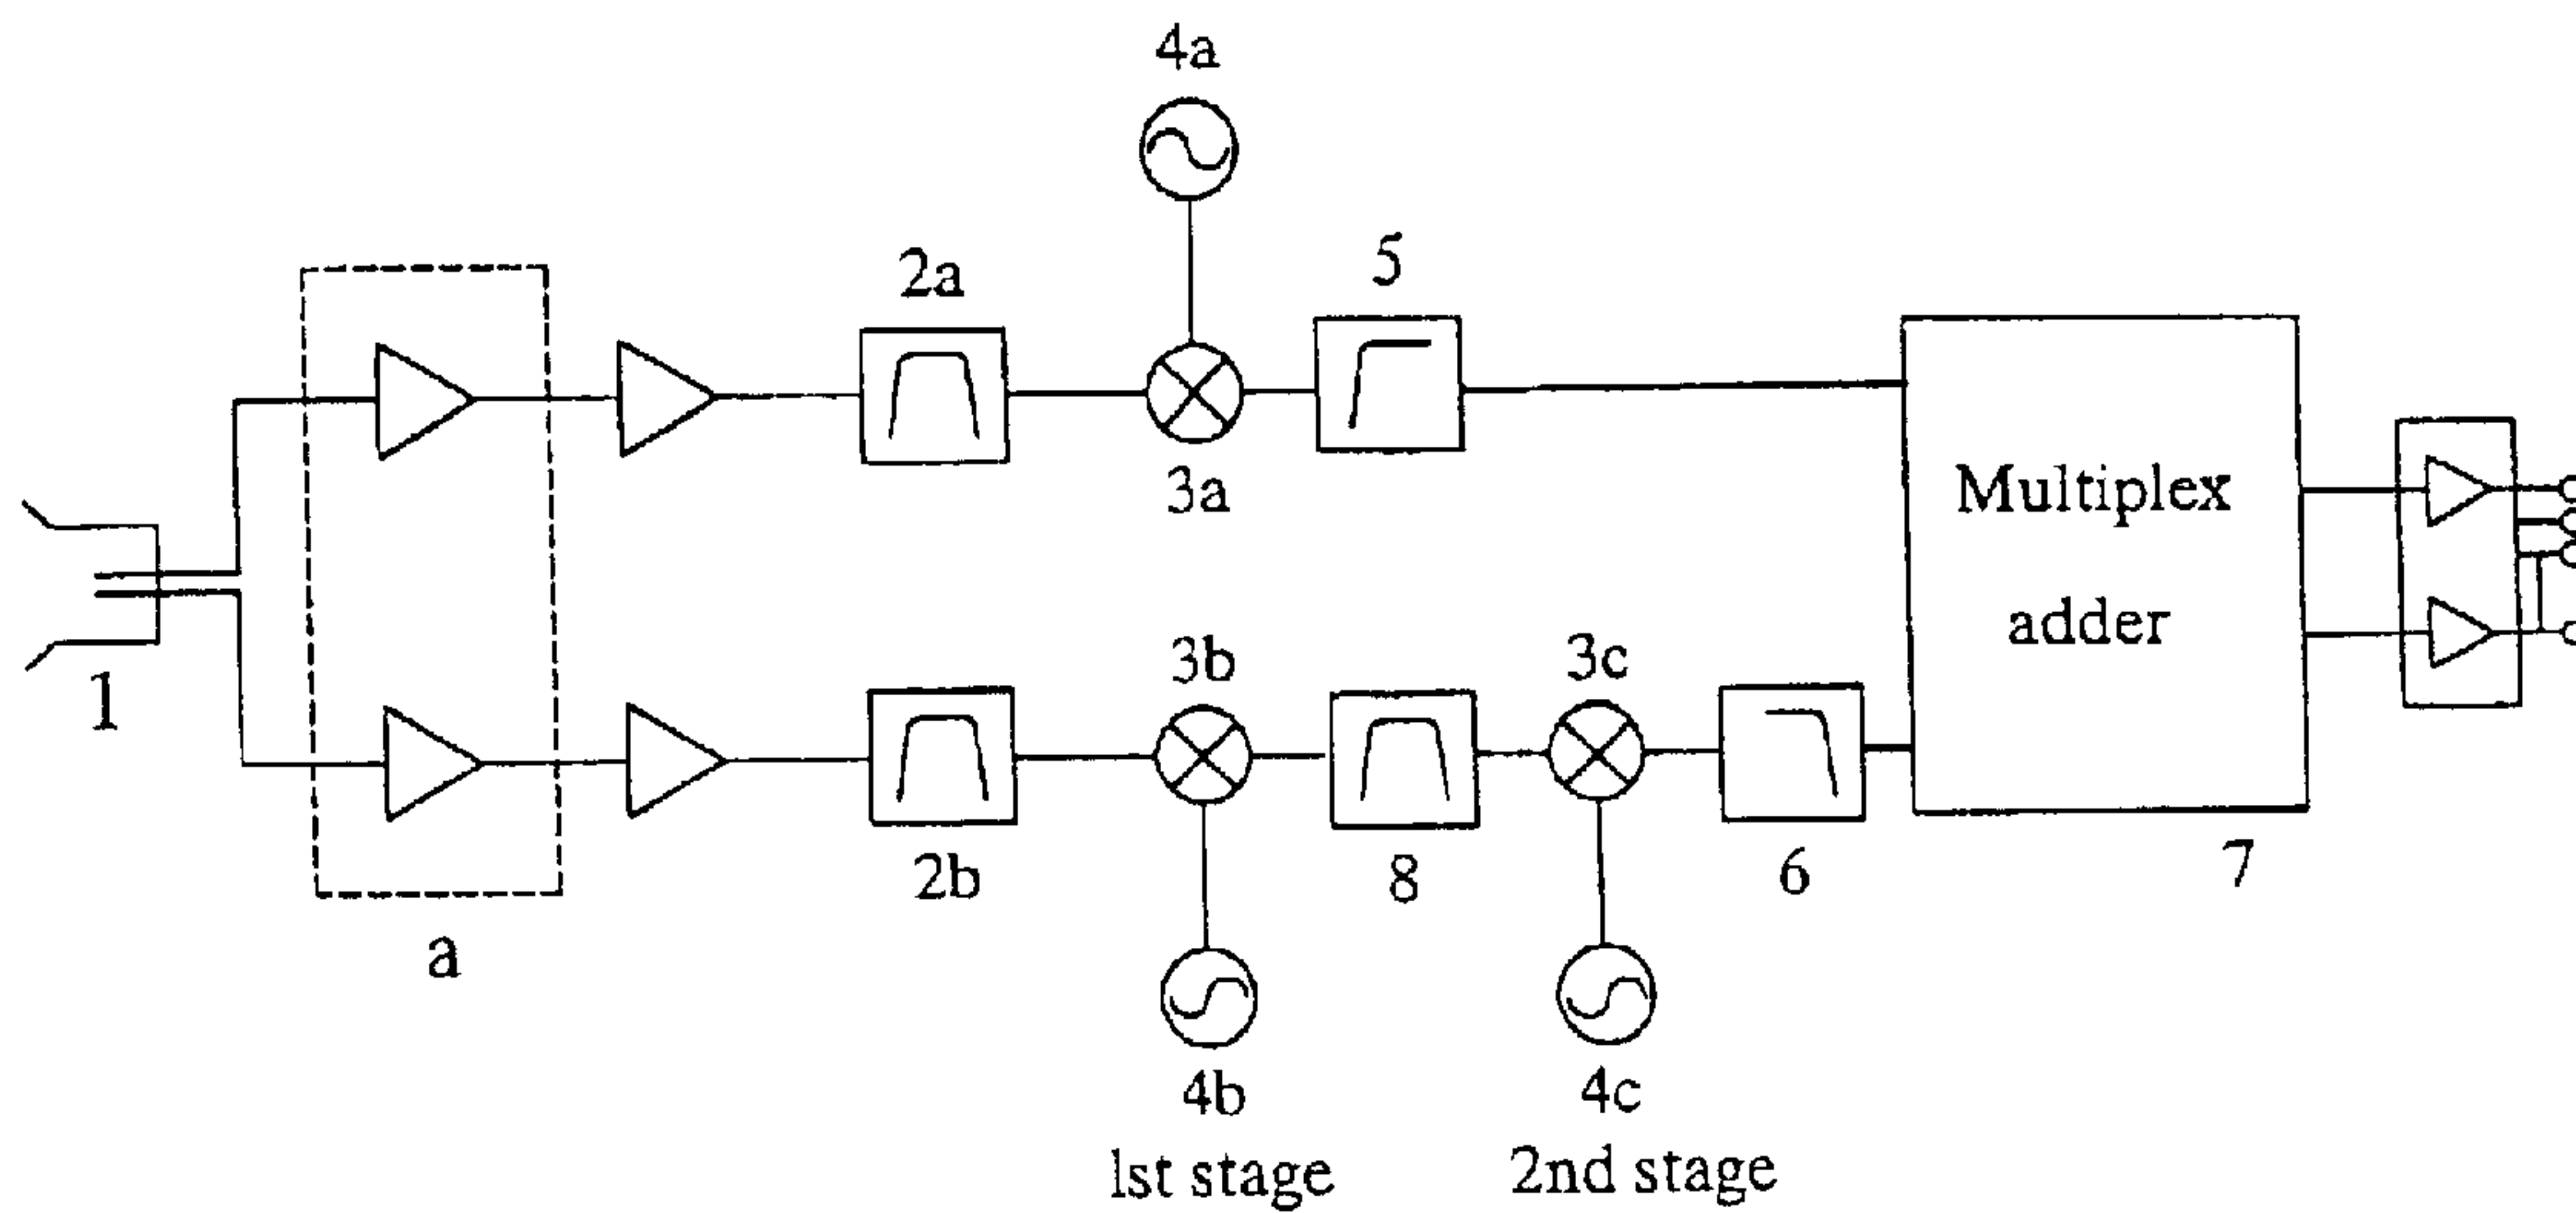 4a
2a
5
3a
Multiplex
adder
1
3b
3c
2b
8
6
7
a
4b
4c
lst stage
2nd stage